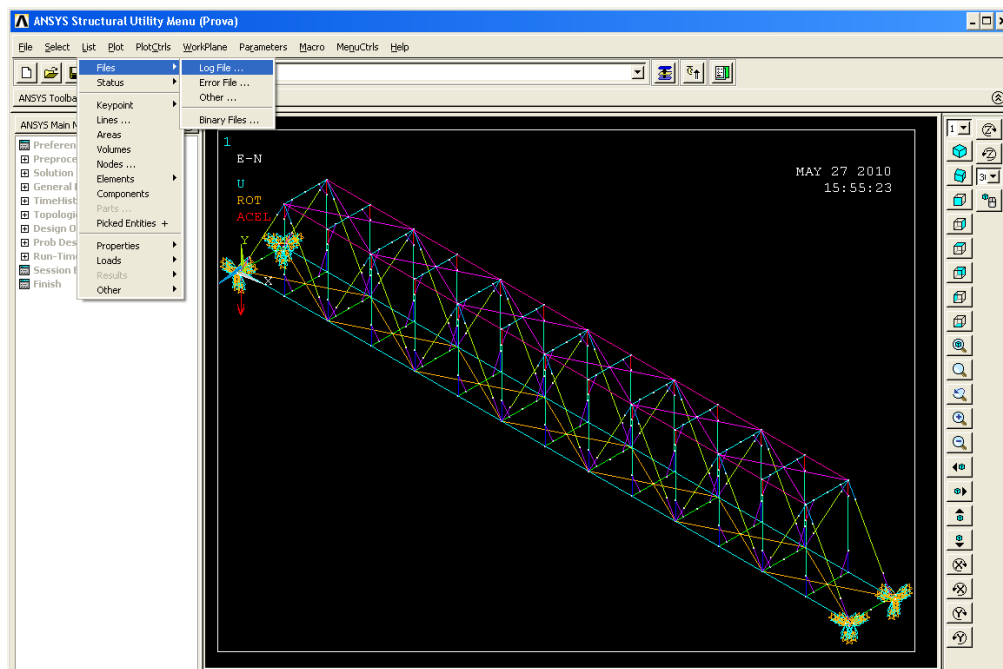 ANSYS Structural Utility Menu (Prova)
File Select List Plot PlotCtrls WorkPlane Parameters Macro MenuCtrls Help
Files
Log File ...
Status
Error File ...
Other ...
Binary Files ...
Keypoint
Lines ...
Areas
Volumes
Nodes ...
Elements
Components
Parts ...
Picked Entities +
Properties
Loads
Results
Other
ANSYS Toolba
ANSYS Main M
Preferen
Preproce
Solution
General
TimeHist
Topologic
Design O
Prob Des
Run-Time
Session E
Finish
1
E-N
U
ROT
ACEL
Y
X
MAY 27 2010
15:55:23
1